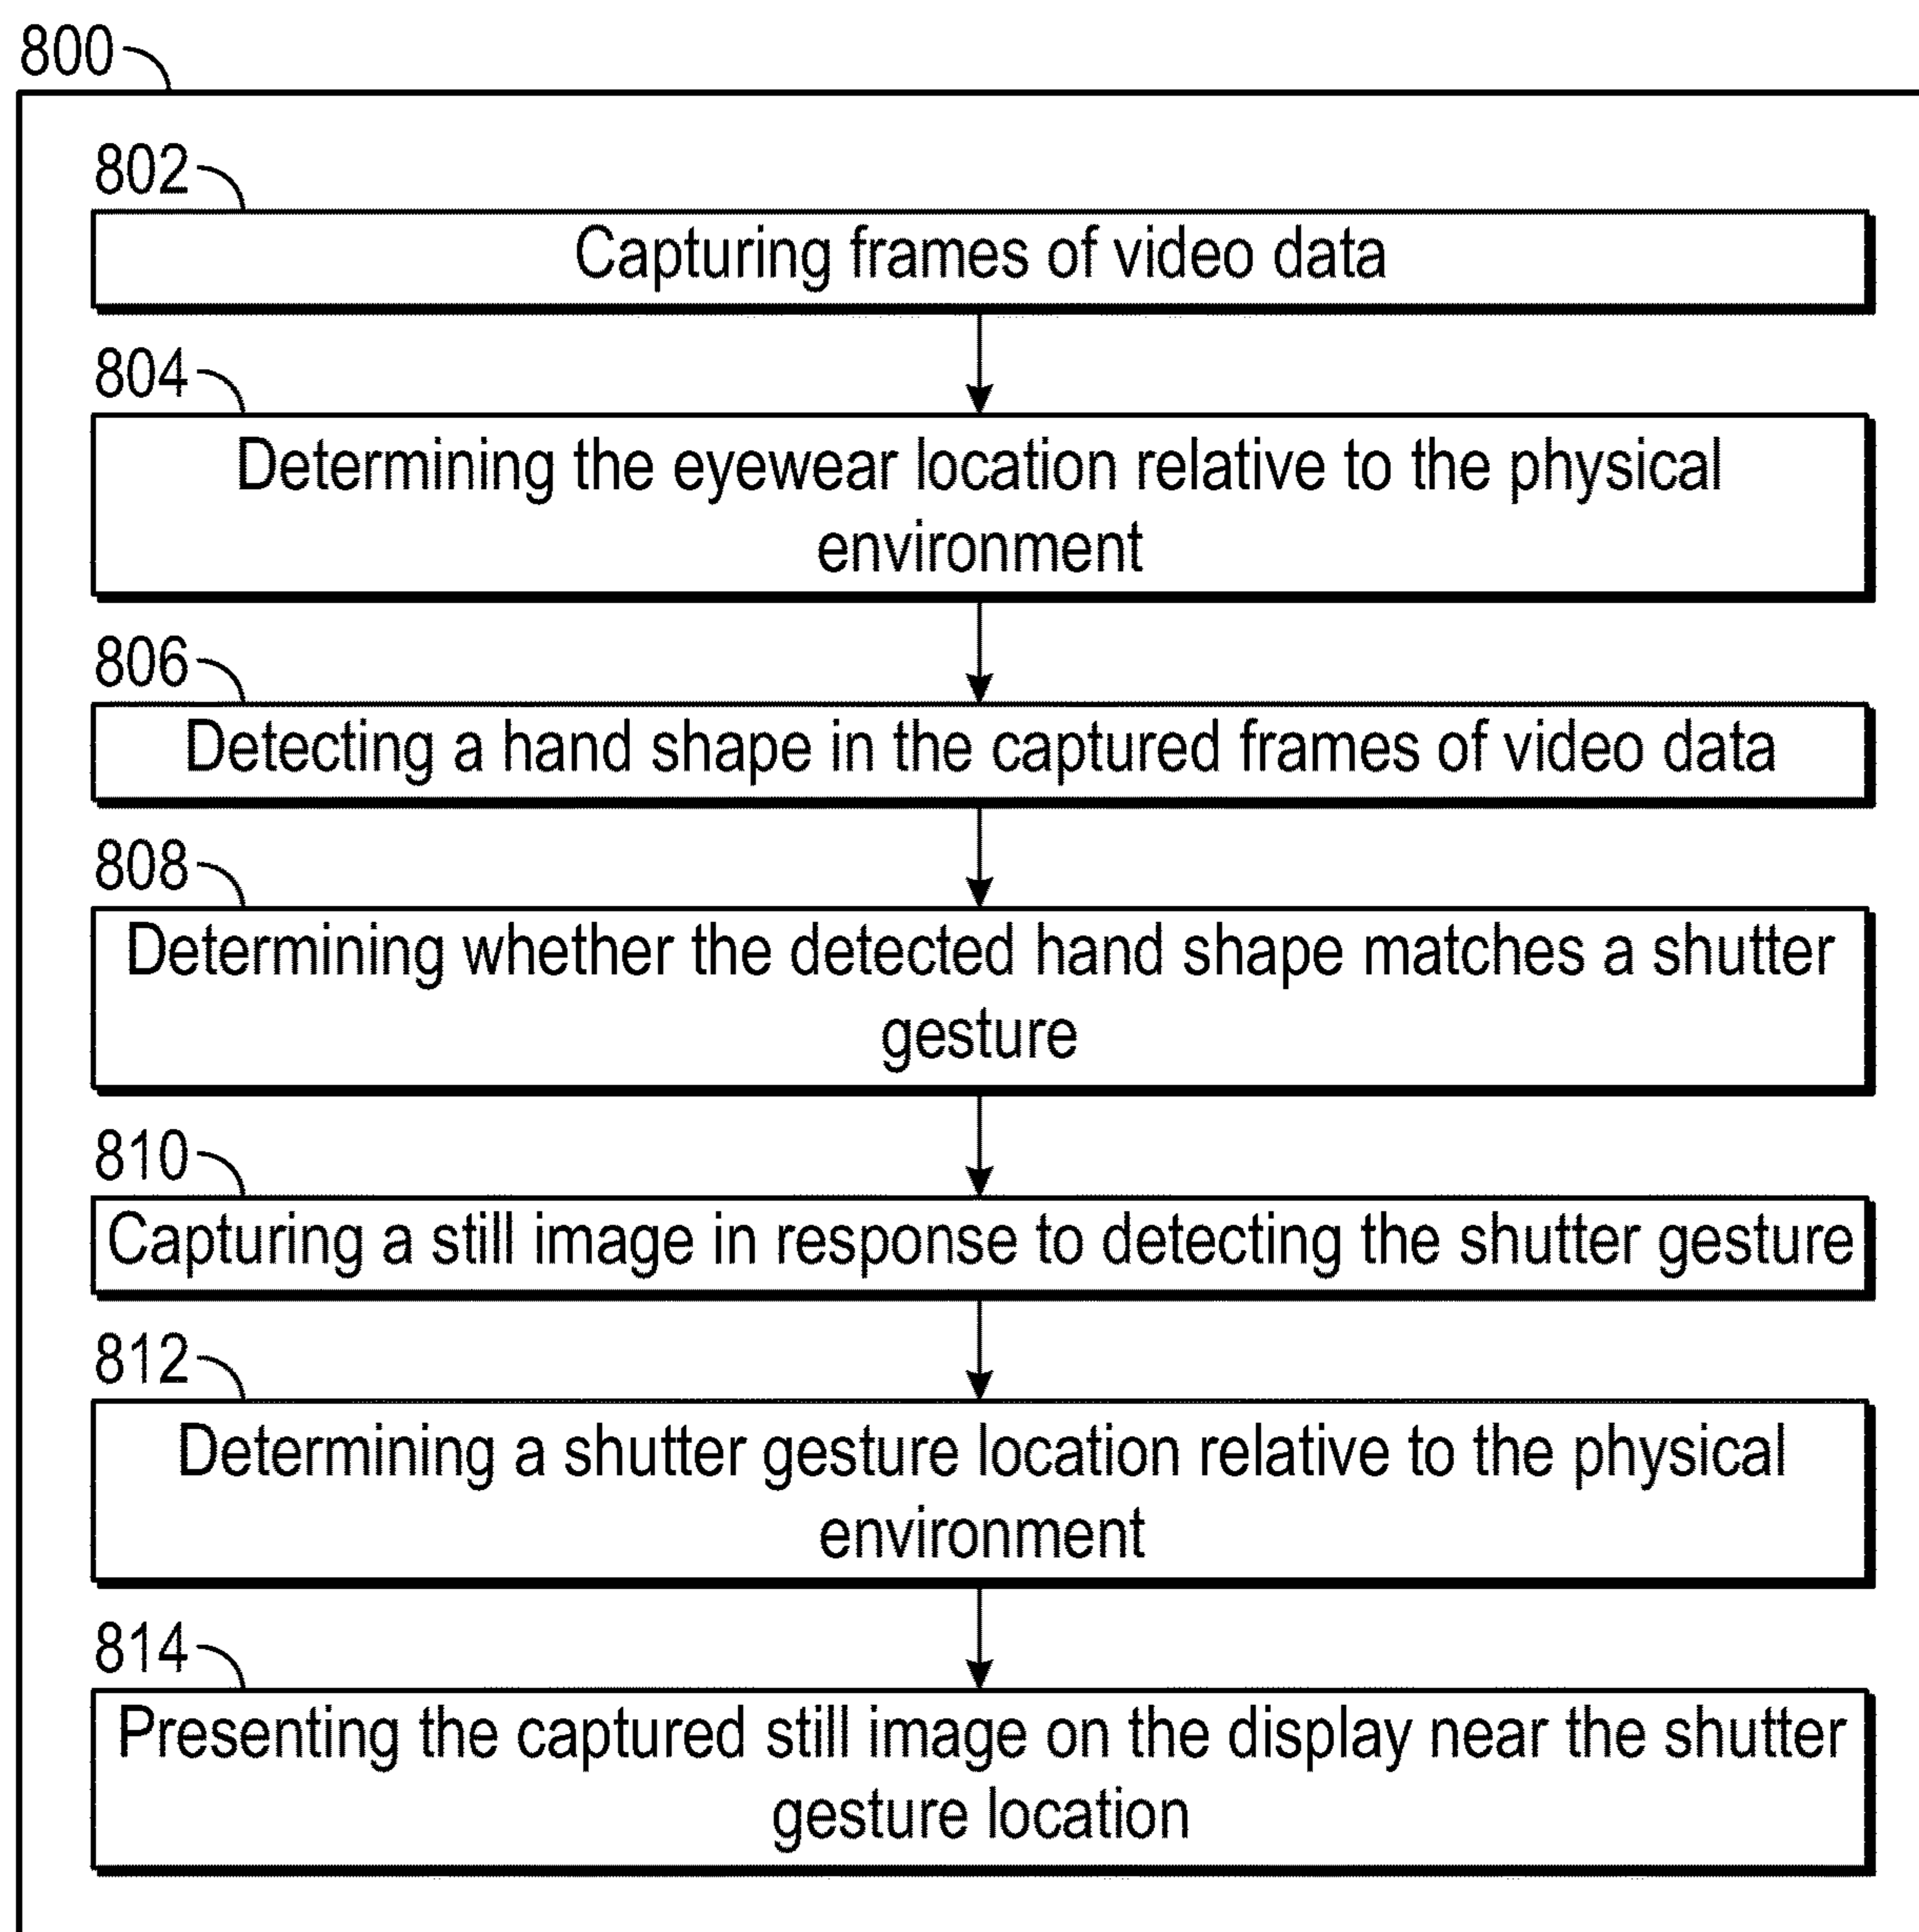 800
802
Capturing frames of video data
804
Determining the eyewear location relative to the physical
environment
806
Detecting a hand shape in the captured frames of video data
808
Determining whether the detected hand shape matches a shutter
gesture
810
Capturing a still image in response to detecting the shutter gesture
812
Determining a shutter gesture location relative to the physical
environment
814
Presenting the captured still image on the display near the shutter
gesture location